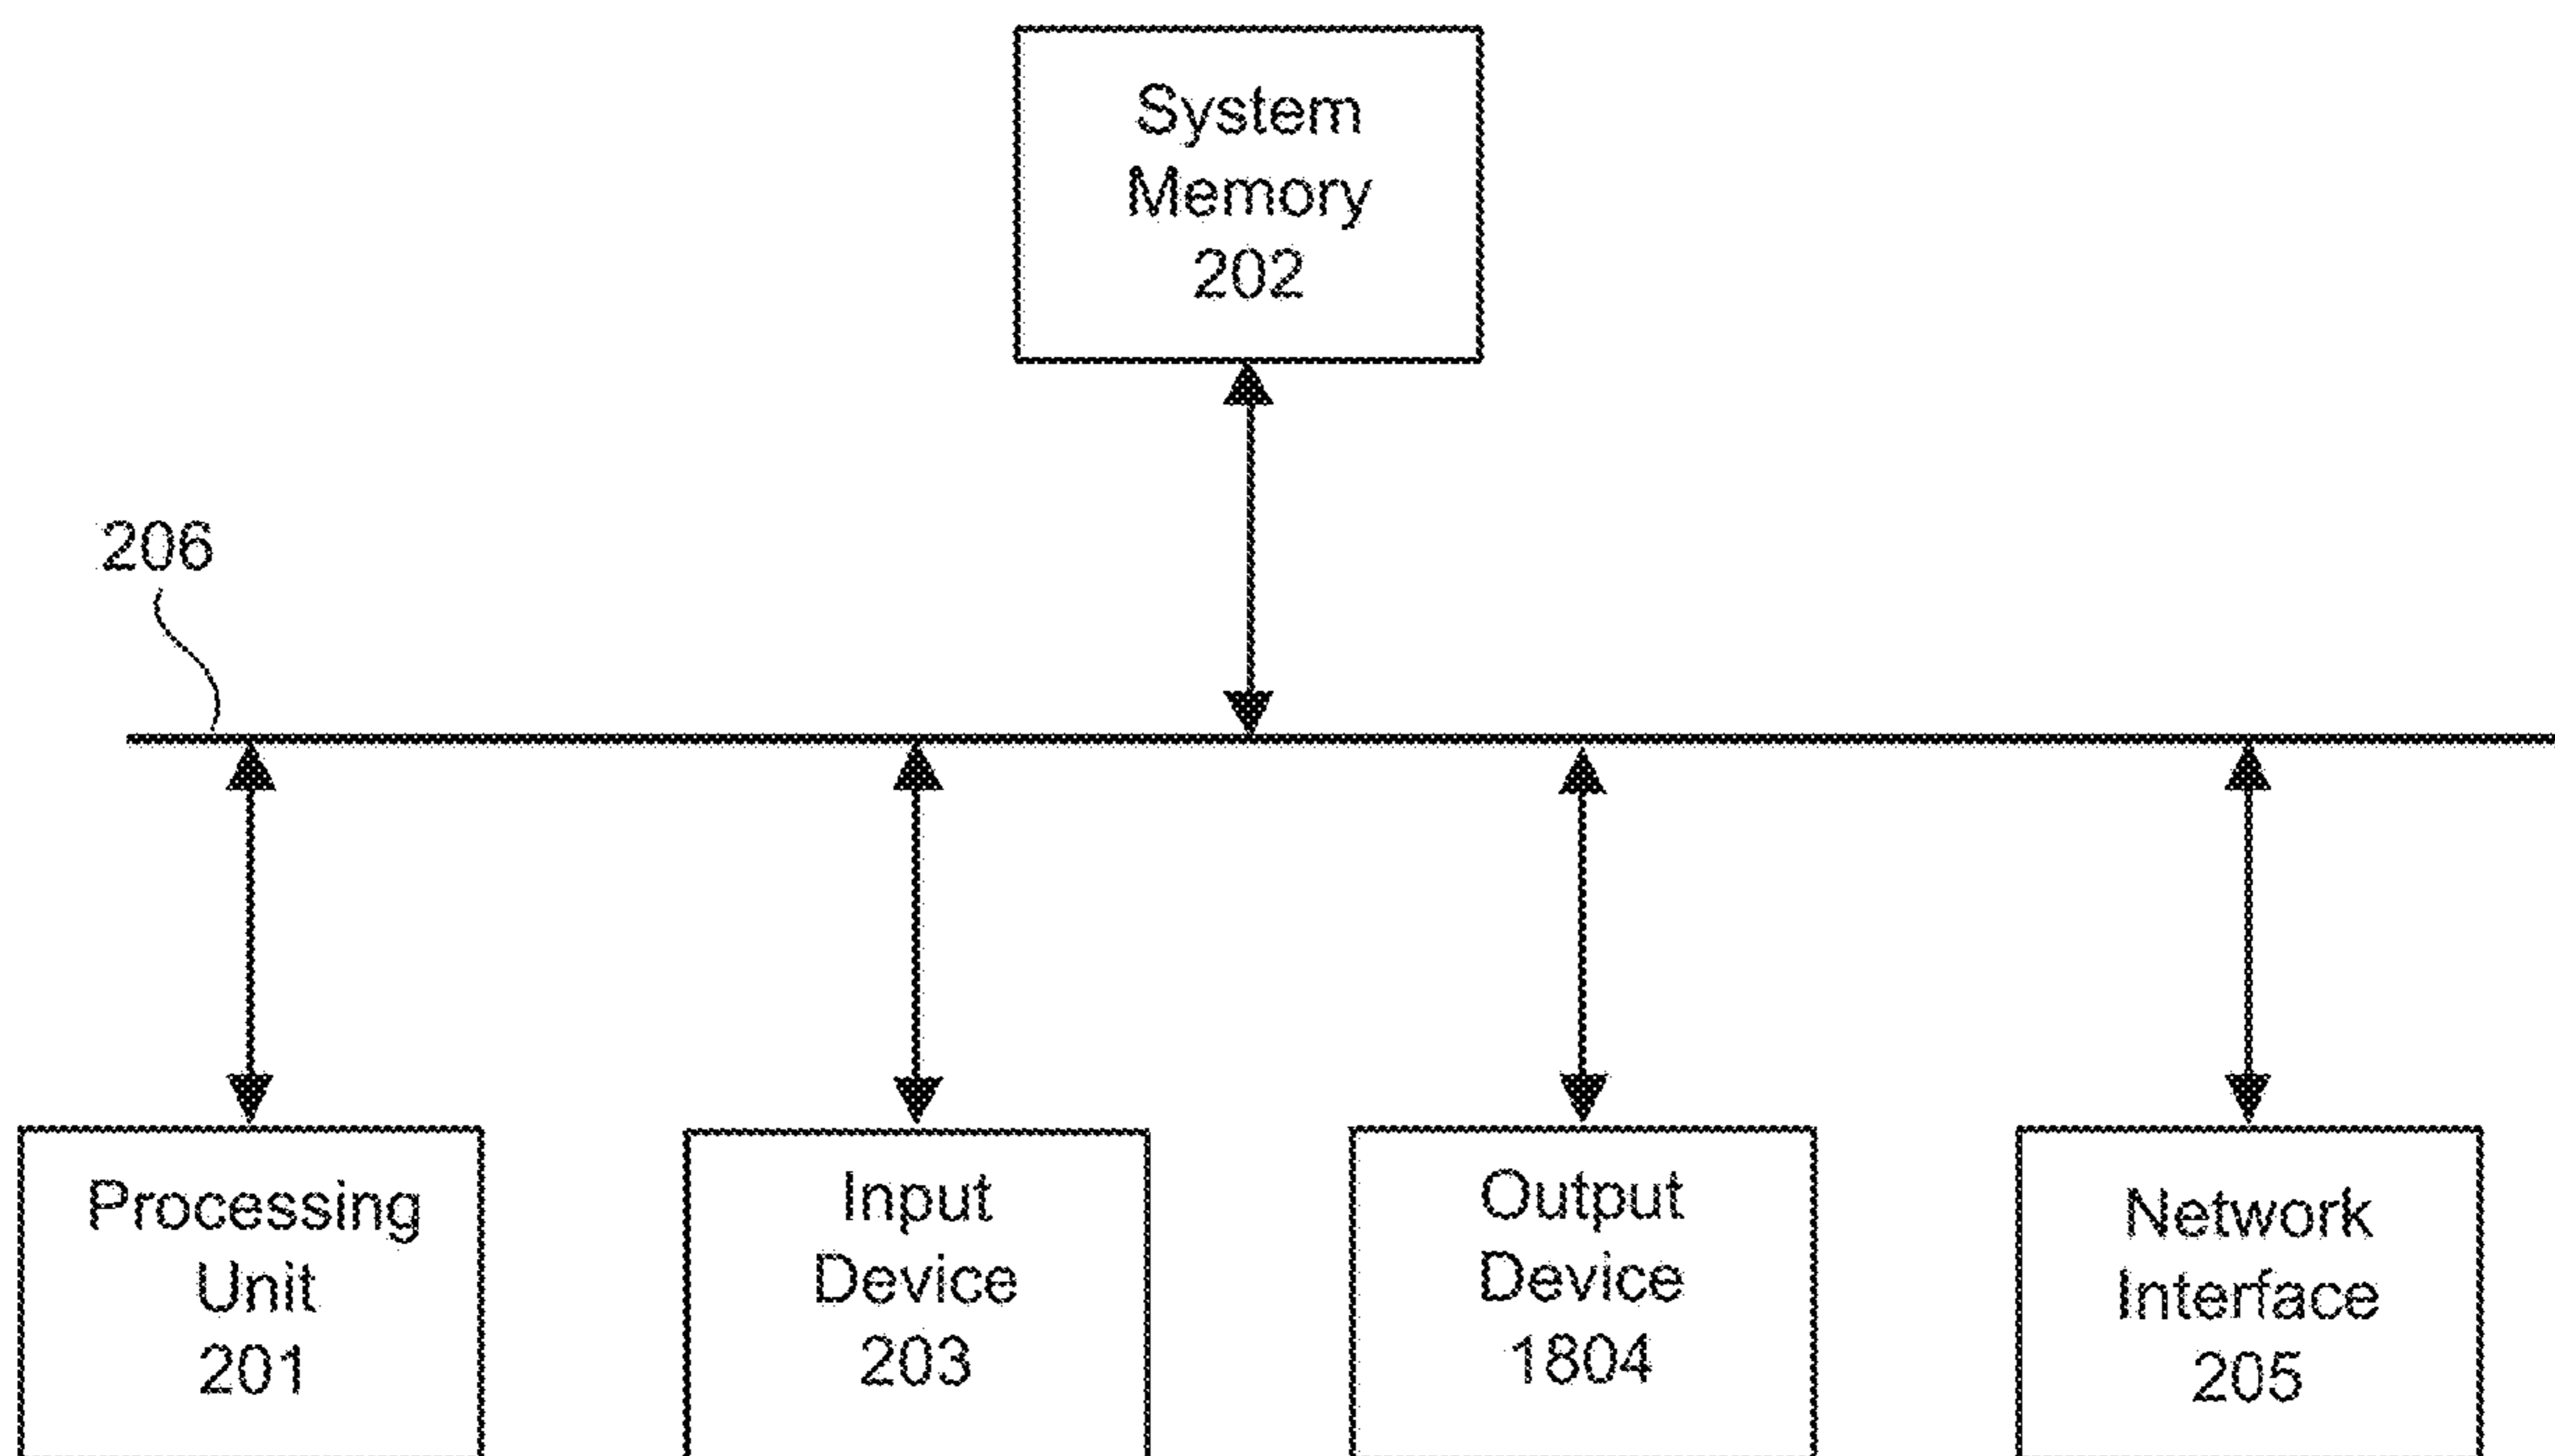 System
Memory
202
206
Processing
Unit
201
Input
Device
203
Output
Device
1804
Network
Interface
205